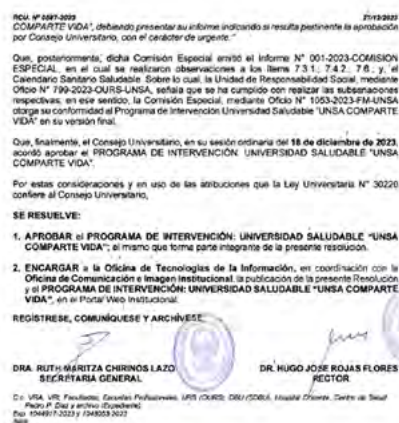 RCU. N° 0597-2023 27/12/2023
COMPARTE VIDA", debiendo presentar su informe indicando si resulta pertinente la aprobación
por Consejo Universitario, con el carácter de urgente."
Que, posteriormente, dicha Comisión Especial emitió el Informe N° 001-2023-COMISION
ESPECIAL, en el cual se realizaron observaciones a los ítems 7.3.1.; 7.4.2.; 7.6.; y, el
Calendario Sanitario Saludable. Sobre lo cual, la Unidad de Responsabilidad Social, mediante
Oficio N° 799-2023-OURS-UNSA, señala que se ha cumplido con realizar las subsanaciones
respectivas; en ese sentido, la Comisión Especial, mediante Oficio N° 1053-2023-FM-UNSA
otorga su conformidad al Programa de Intervención Universidad Saludable "UNSA COMPARTE
VIDA" en su versión final.
Que, finalmente, el Consejo Universitario, en su sesión ordinaria del 18 de diciembre de 2023,
acordó aprobar el PROGRAMA DE INTERVENCIÓN: UNIVERSIDAD SALUDABLE "UNSA
COMPARTE VIDA".
Por estas consideraciones y en uso de las atribuciones que la Ley Universitaria N° 30220
confiere al Consejo Universitario,
SE RESUELVE:
1. APROBAR el PROGRAMA DE INTERVENCIÓN: UNIVERSIDAD SALUDABLE "UNSA
COMPARTE VIDA"; el mismo que forma parte integrante de la presente resolución.
2. ENCARGAR a la Oficina de Tecnologías de la Información, en coordinación con la
Oficina de Comunicación e Imagen Institucional, la publicación de la presente Resolución
y el PROGRAMA DE INTERVENCIÓN: UNIVERSIDAD SALUDABLE "UNSA COMPARTE
VIDA", en el Portal Web Institucional.
REGÍSTRESE, COMUNÍQUESE Y ARCHÍVESE
DRA. RUTH MARITZA CHIRINOS LAZO DR. HUGO JOSÉ ROJAS FLORES
SECRETARIA GENERAL RECTOR
C.c. VRA, VRI, Facultades, Escuelas Profesionales, Centro de Salud
Pedro P. Díaz y archivo (Expediente)